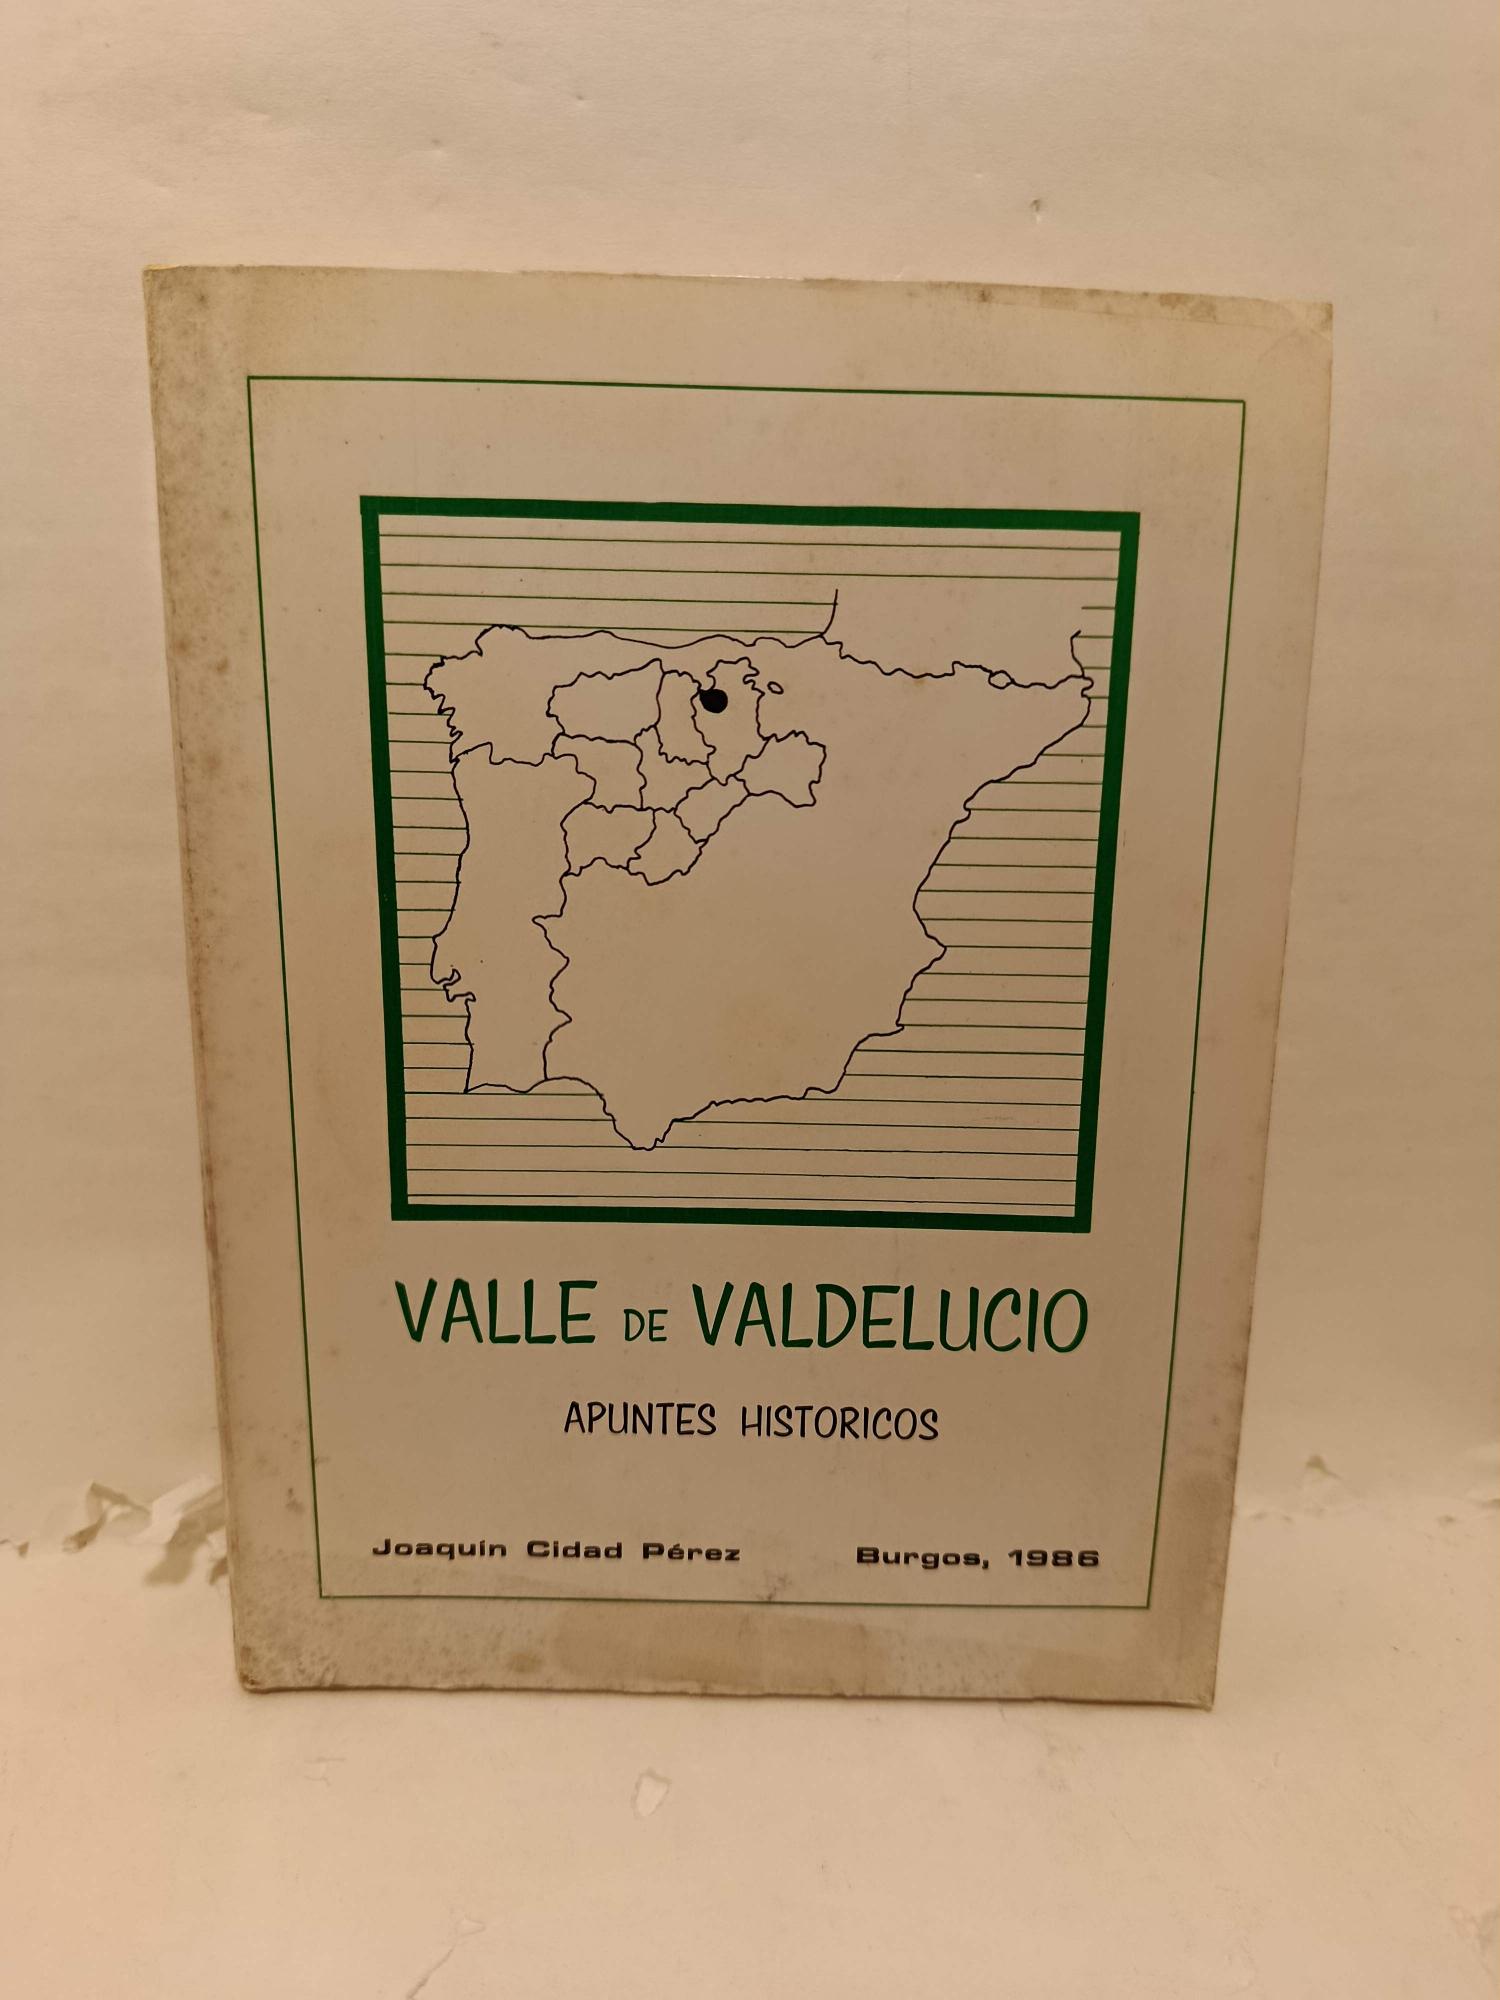 VALLE DE VALDELUCIO
APUNTES HISTORICOS
Joaquín Cidad Pérez Burgos, 1986